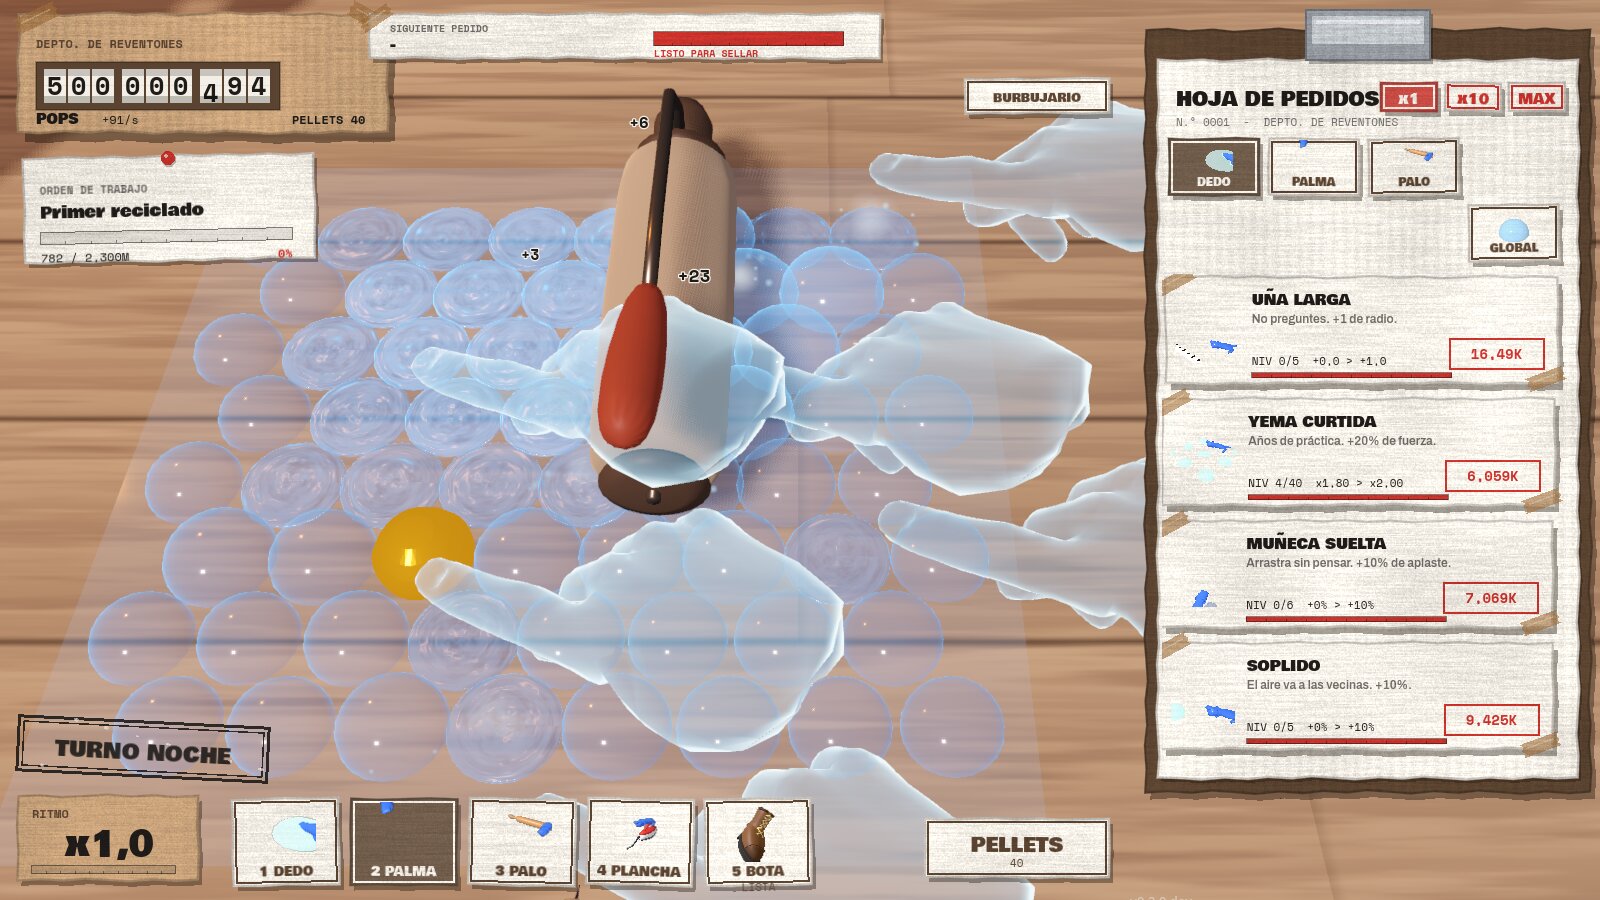 DEPTO. DE REVENTONES
500 000 494
POPS +91/s PELLETS 40
SIGUIENTE PEDIDO
-
LISTO PARA SELLAR
ORDEN DE TRABAJO
Primer reciclado
782 / 2,300M 0%
+6
+3
+23
BURBUJARIO
HOJA DE PEDIDOS
x1 x10 MAX
N.° 0001 - DEPTO. DE REVENTONES
DEDO PALMA PALO
GLOBAL
UÑA LARGA
No preguntes. +1 de radio.
NIV 0/5 +0,0 > +1,0
16,49K
YEMA CURTIDA
Años de práctica. +20% de fuerza.
NIV 4/40 x1,80 > x2,00
6,059K
MUÑECA SUELTA
Arrastra sin pensar. +10% de aplaste.
NIV 0/6 +0% > +10%
7,069K
SOPLIDO
El aire va a las vecinas. +10%.
NIV 0/5 +0% > +10%
9,425K
TURNO NOCHE
RITMO
x1,0
1 DEDO 2 PALMA 3 PALO 4 PLANCHA 5 BOTA
LISTA
PELLETS
40